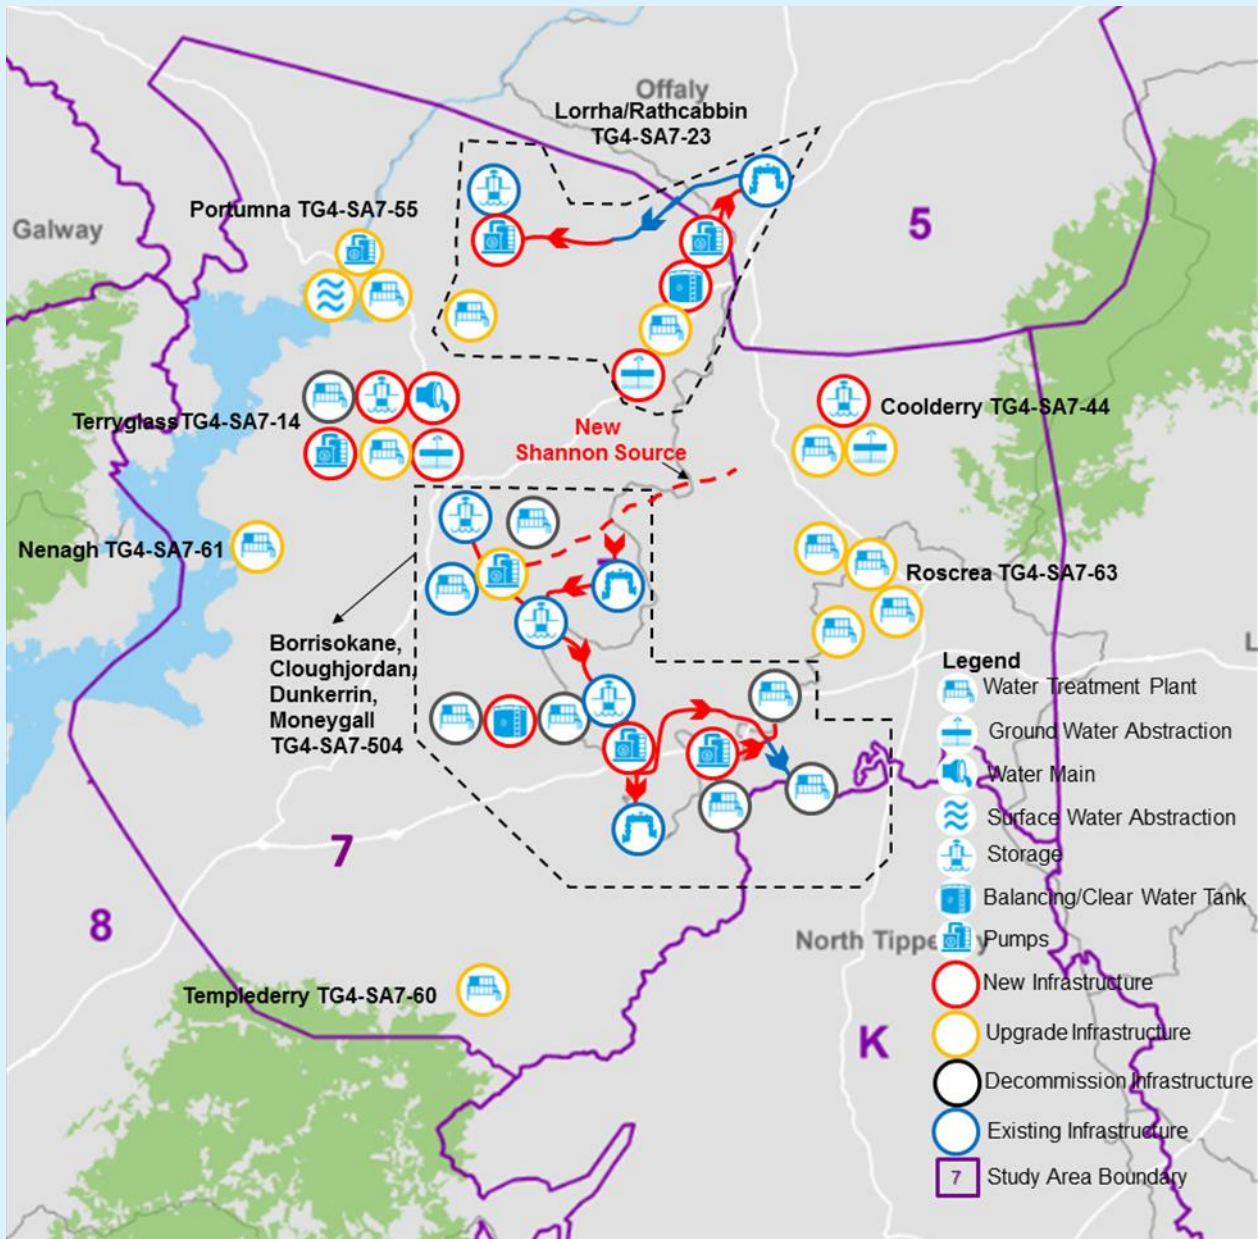 Offaly
Lorrha/Rathcabbin
TG4-SA7-23
Portumna TG4-SA7-55
Galway
5
Terryglass TG4-SA7-14
Coolderry TG4-SA7-44
New
Shannon Source
Nenagh TG4-SA7-61
Roscrea TG4-SA7-63
Borrisokane,
Cloughjordan,
Dunkerrin,
Moneygall
TG4-SA7-504
L
7
8
North Tipperary
Templederry TG4-SA7-60
K
Legend
Water Treatment Plant
Ground Water Abstraction
Water Main
Surface Water Abstraction
Storage
Balancing/Clear Water Tank
Pumps
New Infrastructure
Upgrade Infrastructure
Decommission Infrastructure
Existing Infrastructure
7 Study Area Boundary